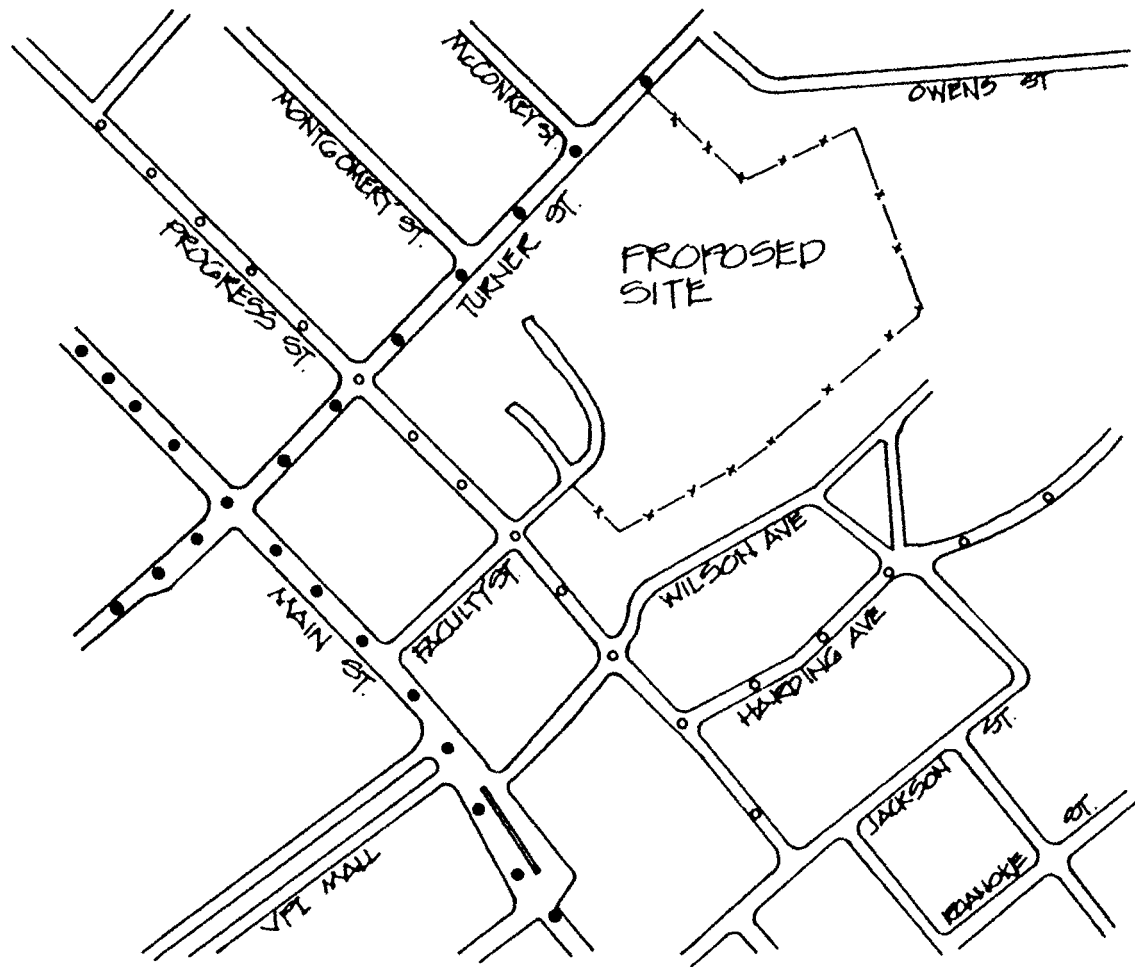 McCONKEY ST.
OWENS ST
MONTGOMERY ST.
TURNER ST.
PROGRESS ST.
PROPOSED
SITE
WILSON AVE
FACULTY ST
MAIN ST.
HARDING AVE
JACKSON ST.
ROANOKE ST.
VPI MALL